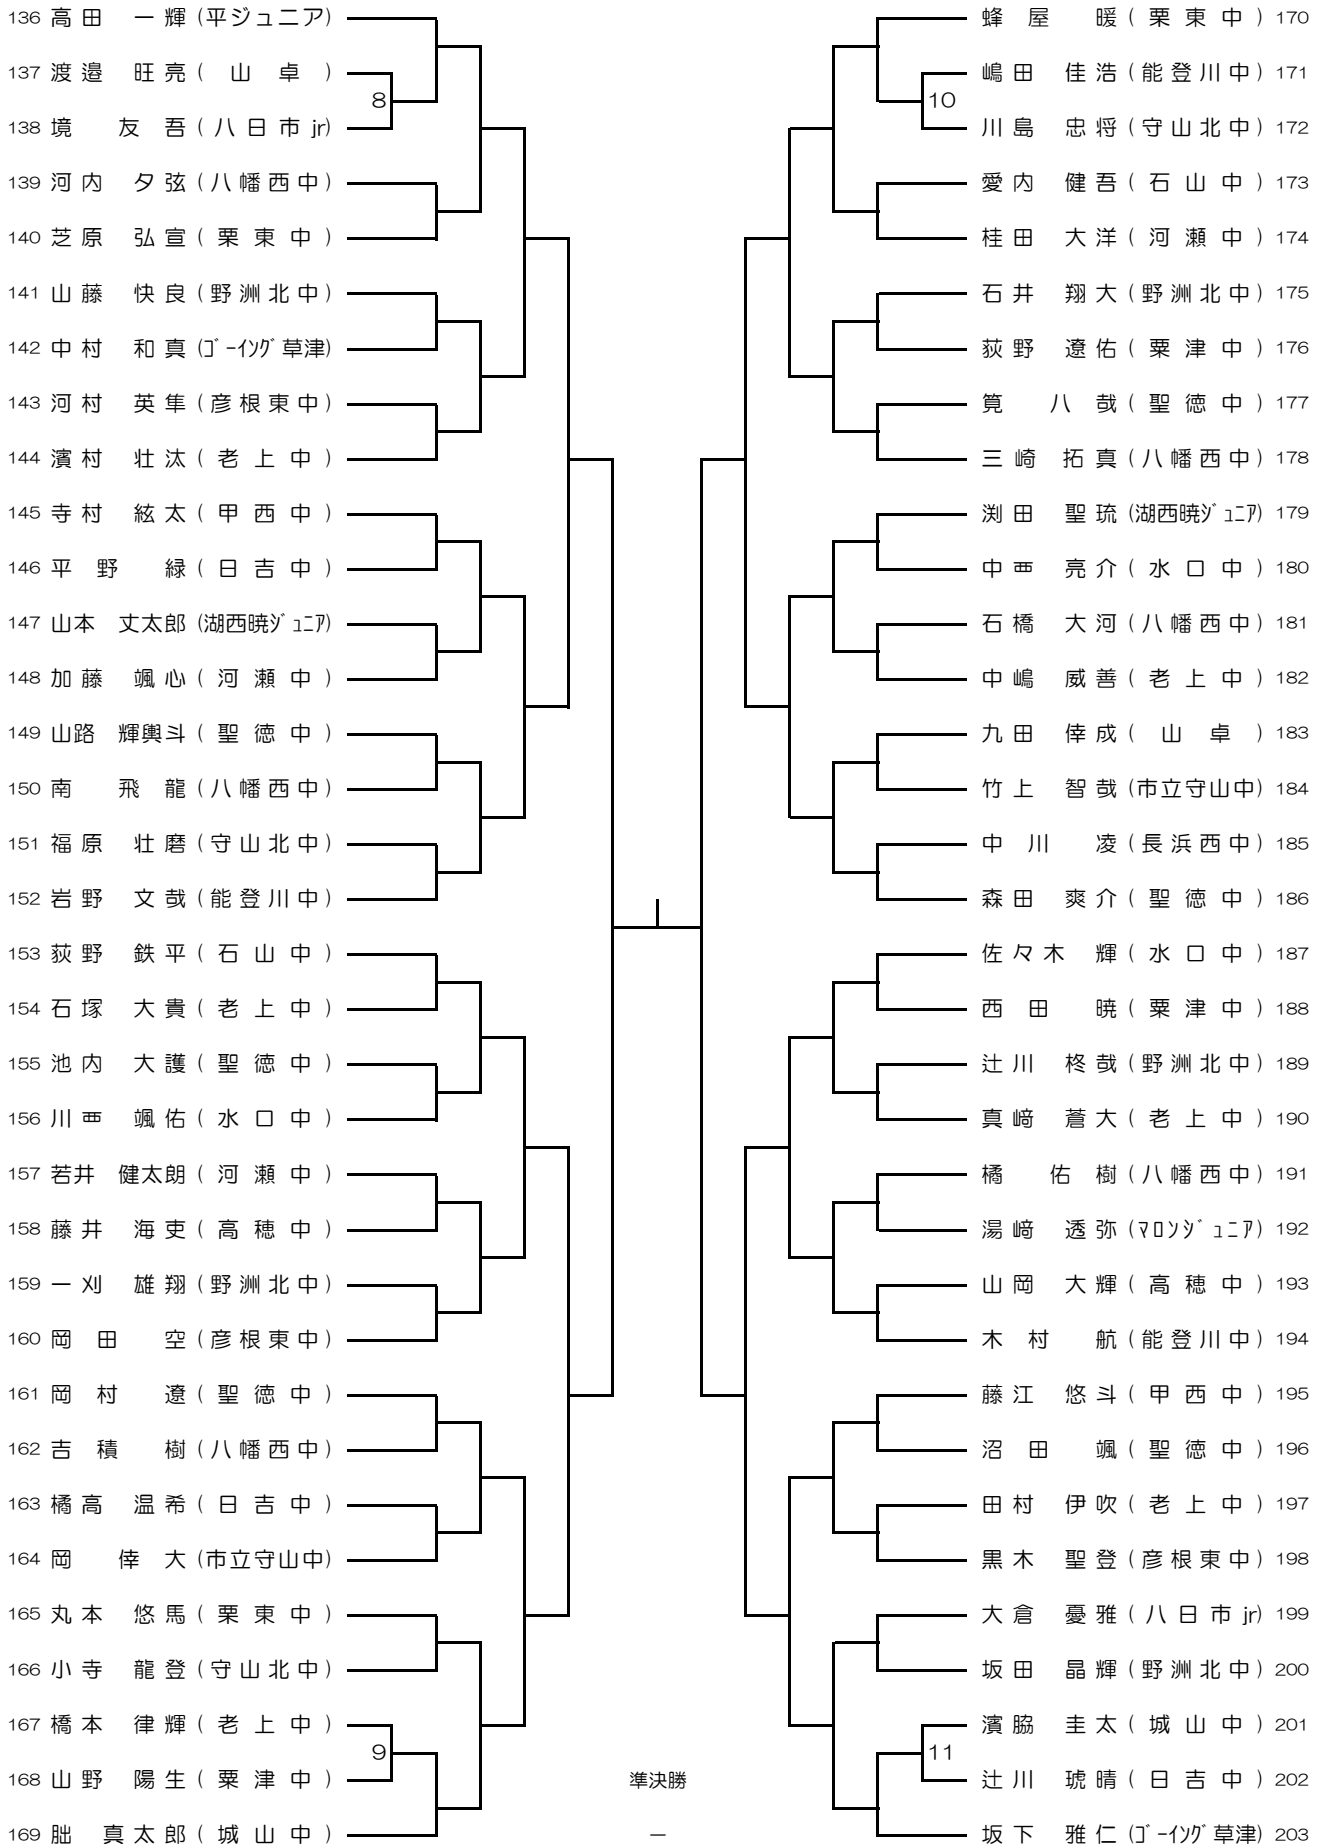 136 高田 一輝 (平ジュニア)
137 渡邉 旺亮 (山卓)
8
138 境 友吾 (八日市jr)
139 河内 夕弦 (八幡西中)
140 芝原 弘宣 (栗東中)
141 山藤 快良 (野洲北中)
142 中村 和真 (ｺﾞｰｲﾝｸﾞ草津)
143 河村 英隼 (彦根東中)
144 濱村 壮汰 (老上中)
145 寺村 絃太 (甲西中)
146 平野 緑 (日吉中)
147 山本 丈太郎 (湖西暁ｼﾞｭﾆｱ)
148 加藤 颯心 (河瀬中)
149 山路 輝輿斗 (聖徳中)
150 南 飛龍 (八幡西中)
151 福原 壮磨 (守山北中)
152 岩野 文哉 (能登川中)
153 荻野 鉄平 (石山中)
154 石塚 大貴 (老上中)
155 池内 大護 (聖徳中)
156 川西 颯佑 (水口中)
157 若井 健太朗 (河瀬中)
158 藤井 海吏 (高穂中)
159 一刈 雄翔 (野洲北中)
160 岡田 空 (彦根東中)
161 岡村 遼 (聖徳中)
162 吉積 樹 (八幡西中)
163 橘高 温希 (日吉中)
164 岡 倖大 (市立守山中)
165 丸本 悠馬 (栗東中)
166 小寺 龍登 (守山北中)
167 橋本 律輝 (老上中)
9
168 山野 陽生 (粟津中)
169 朏 真太郎 (城山中)
準決勝
－
蜂屋 暖 (栗東中) 170
嶋田 佳浩 (能登川中) 171
10
川島 忠将 (守山北中) 172
愛内 健吾 (石山中) 173
桂田 大洋 (河瀬中) 174
石井 翔大 (野洲北中) 175
荻野 遼佑 (粟津中) 176
筧 八哉 (聖徳中) 177
三崎 拓真 (八幡西中) 178
渕田 聖琉 (湖西暁ｼﾞｭﾆｱ) 179
中西 亮介 (水口中) 180
石橋 大河 (八幡西中) 181
中嶋 威善 (老上中) 182
九田 倖成 (山卓) 183
竹上 智哉 (市立守山中) 184
中川 凌 (長浜西中) 185
森田 爽介 (聖徳中) 186
佐々木 輝 (水口中) 187
西田 暁 (粟津中) 188
辻川 柊哉 (野洲北中) 189
真﨑 蒼大 (老上中) 190
橘 佑樹 (八幡西中) 191
湯﨑 透弥 (ﾏﾛﾝｼﾞｭﾆｱ) 192
山岡 大輝 (高穂中) 193
木村 航 (能登川中) 194
藤江 悠斗 (甲西中) 195
沼田 颯 (聖徳中) 196
田村 伊吹 (老上中) 197
黒木 聖登 (彦根東中) 198
大倉 憂雅 (八日市jr) 199
坂田 晶輝 (野洲北中) 200
濱脇 圭太 (城山中) 201
11
辻川 琥晴 (日吉中) 202
坂下 雅仁 (ｺﾞｰｲﾝｸﾞ草津) 203